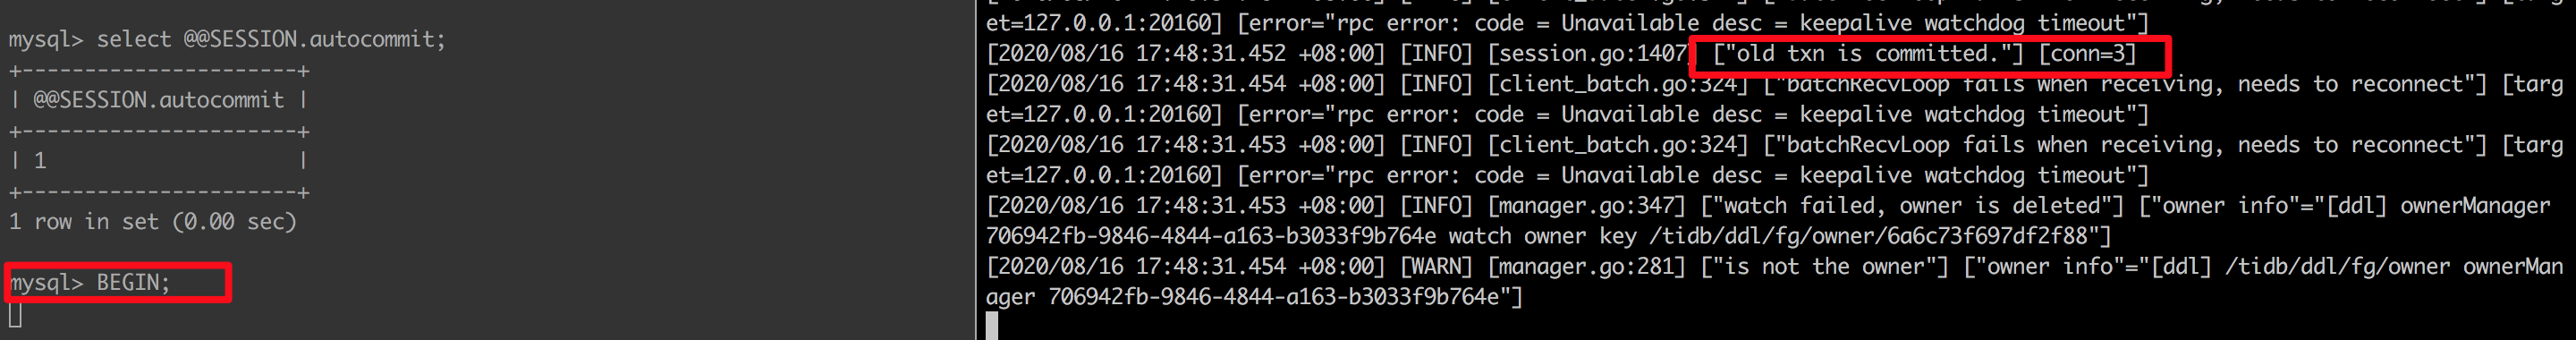 mysql> select @@SESSION.autocommit;
+----------------------+
| @@SESSION.autocommit |
+----------------------+
| 1                    |
+----------------------+
1 row in set (0.00 sec)
mysql> BEGIN;
et=127.0.0.1:20160] [error="rpc error: code = Unavailable desc = keepalive watchdog timeout"]
[2020/08/16 17:48:31.452 +08:00] [INFO] [session.go:1407] ["old txn is committed."] [conn=3]
[2020/08/16 17:48:31.454 +08:00] [INFO] [client_batch.go:324] ["batchRecvLoop fails when receiving, needs to reconnect"] [targ
et=127.0.0.1:20160] [error="rpc error: code = Unavailable desc = keepalive watchdog timeout"]
[2020/08/16 17:48:31.453 +08:00] [INFO] [client_batch.go:324] ["batchRecvLoop fails when receiving, needs to reconnect"] [targ
et=127.0.0.1:20160] [error="rpc error: code = Unavailable desc = keepalive watchdog timeout"]
[2020/08/16 17:48:31.453 +08:00] [INFO] [manager.go:347] ["watch failed, owner is deleted"] ["owner info"="[ddl] ownerManager
706942fb-9846-4844-a163-b3033f9b764e watch owner key /tidb/ddl/fg/owner/6a6c73f697df2f88"]
[2020/08/16 17:48:31.454 +08:00] [WARN] [manager.go:281] ["is not the owner"] ["owner info"="[ddl] /tidb/ddl/fg/owner ownerMan
ager 706942fb-9846-4844-a163-b3033f9b764e"]